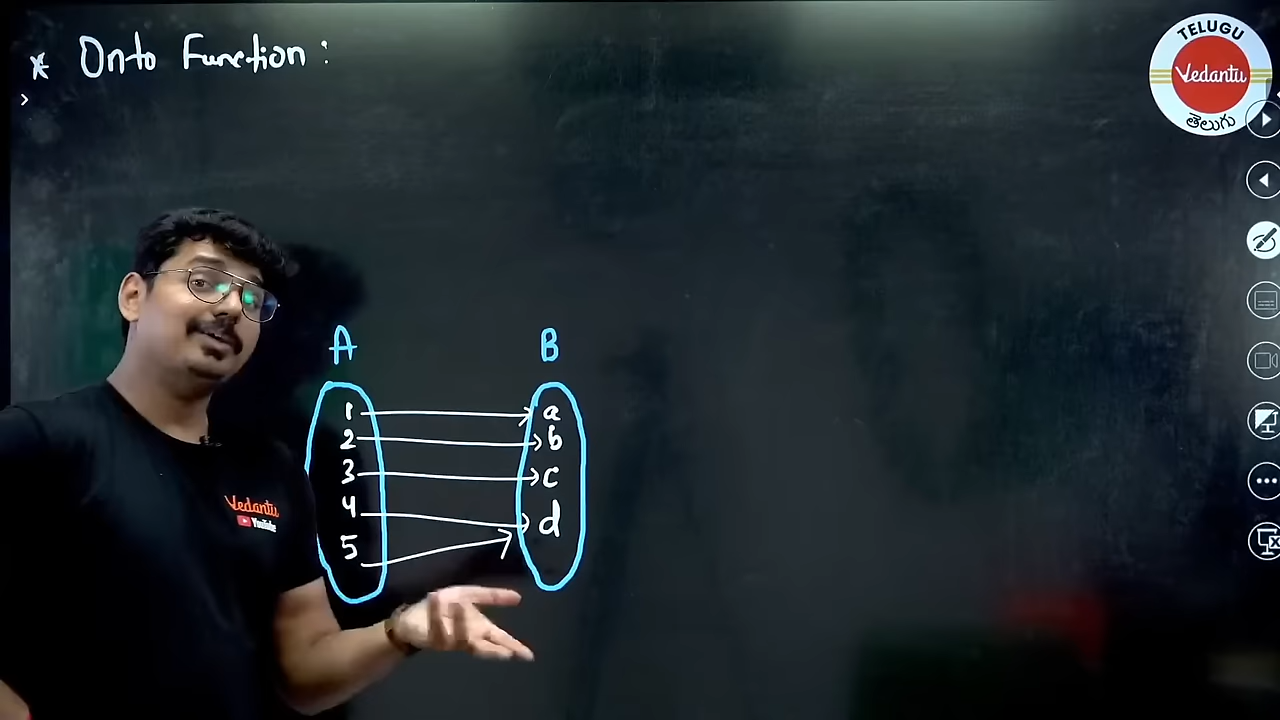 * Onto Function :
TELUGU
Vedantu
తెలుగు
A B
1 a
2 b
3 c
4 d
5
Vedantu
YouTube